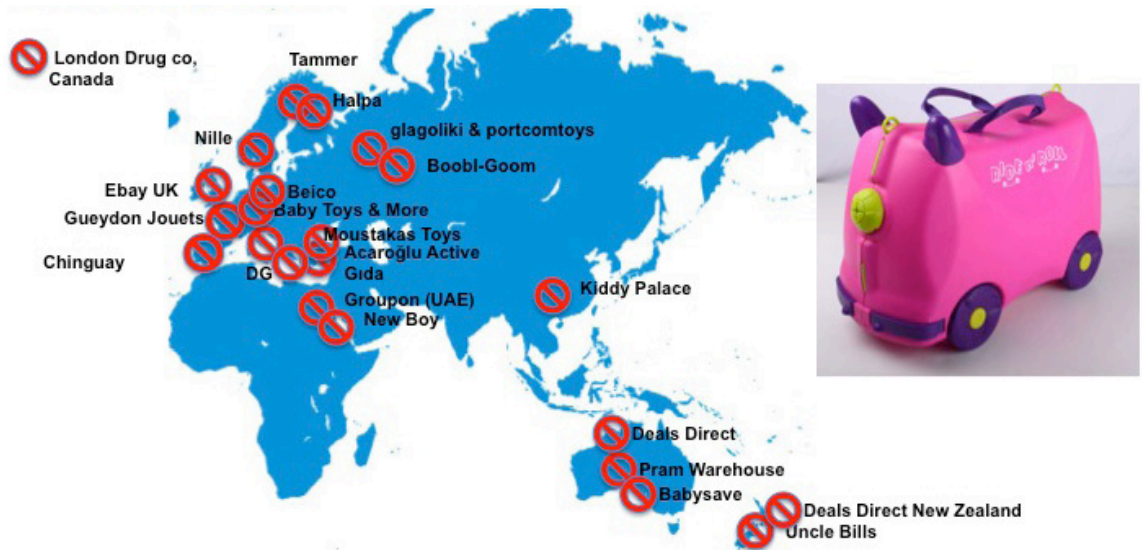 London Drug co,
Canada
Tammer
Halpa
glagoliki & portcomtoys
Nille
Boobl-Goom
Ebay UK
Beico
Baby Toys & More
Gueydon Jouets
Moustakas Toys
Chinguay
Acaroğlu Active
DG
Gıda
Kiddy Palace
Groupon (UAE)
New Boy
Deals Direct
Pram Warehouse
Babysave
Deals Direct New Zealand
Uncle Bills
RIDE n' ROLL